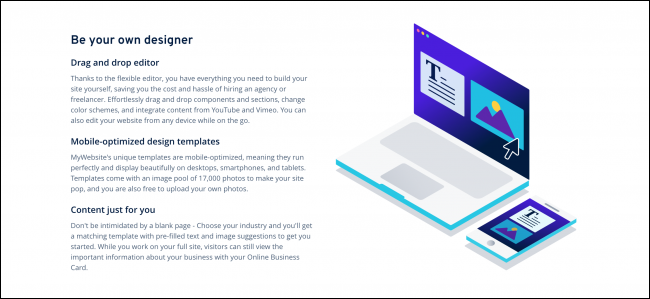 Be your own designer
Drag and drop editor
Thanks to the flexible editor, you have everything you need to build your
site yourself, saving you the cost and hassle of hiring an agency or
freelancer. Effortlessly drag and drop components and sections, change
color schemes, and integrate content from YouTube and Vimeo. You can
also edit your website from any device while on the go.
Mobile-optimized design templates
MyWebsite's unique templates are mobile-optimized, meaning they run
perfectly and display beautifully on desktops, smartphones, and tablets.
Templates come with an image pool of 17,000 photos to make your site
pop, and you are also free to upload your own photos.
Content just for you
Don't be intimidated by a blank page - Choose your industry and you'll get
a matching template with pre-filled text and image suggestions to get you
started. While you work on your full site, visitors can still view the
important information about your business with your Online Business
Card.
T
T